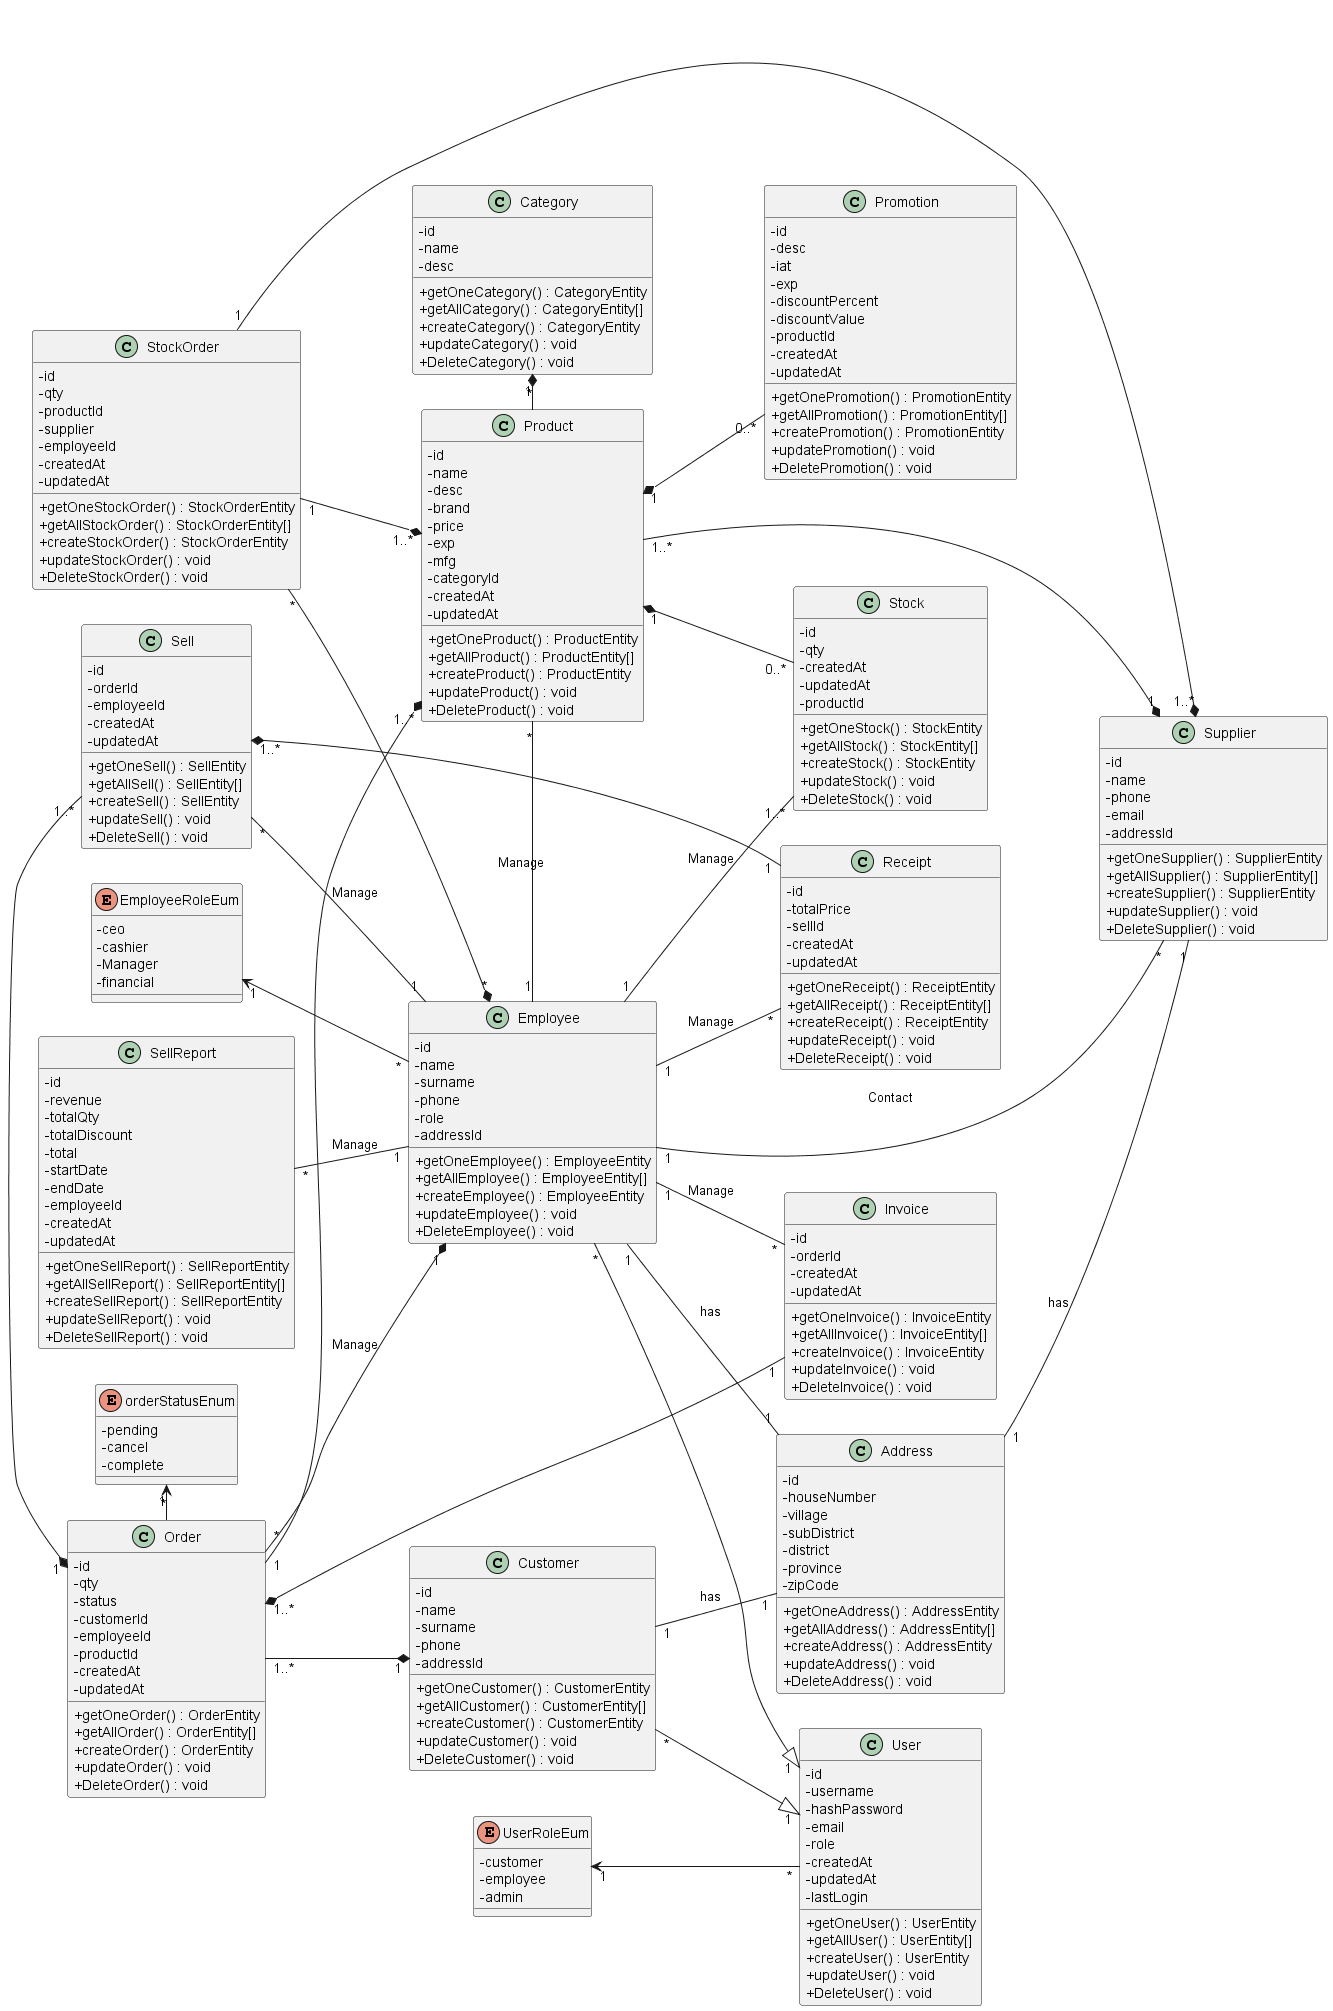 C Category
-id
-name
-desc
+getOneCategory() : CategoryEntity
+getAllCategory() : CategoryEntity[]
+createCategory() : CategoryEntity
+updateCategory() : void
+DeleteCategory() : void
C Promotion
-id
-desc
-iat
-exp
-discountPercent
-discountValue
-productId
-createdAt
-updatedAt
+getOnePromotion() : PromotionEntity
+getAllPromotion() : PromotionEntity[]
+createPromotion() : PromotionEntity
+updatePromotion() : void
+DeletePromotion() : void
1
C StockOrder
-id
-qty
-productId
-supplier
-employeeId
-createdAt
-updatedAt
+getOneStockOrder() : StockOrderEntity
+getAllStockOrder() : StockOrderEntity[]
+createStockOrder() : StockOrderEntity
+updateStockOrder() : void
+DeleteStockOrder() : void
*
C Product
-id
-name
-desc
-brand
-price
-exp
-mfg
-categoryId
-createdAt
-updatedAt
+getOneProduct() : ProductEntity
+getAllProduct() : ProductEntity[]
+createProduct() : ProductEntity
+updateProduct() : void
+DeleteProduct() : void
0..*
1
1
1..*
1..*
1
0..*
1..*
*
C Stock
-id
-qty
-createdAt
-updatedAt
-productId
+getOneStock() : StockEntity
+getAllStock() : StockEntity[]
+createStock() : StockEntity
+updateStock() : void
+DeleteStock() : void
1..*
C Sell
-id
-orderId
-employeeId
-createdAt
-updatedAt
+getOneSell() : SellEntity
+getAllSell() : SellEntity[]
+createSell() : SellEntity
+updateSell() : void
+DeleteSell() : void
1..*
1..*
*
1
1..*
C Supplier
-id
-name
-phone
-email
-addressId
+getOneSupplier() : SupplierEntity
+getAllSupplier() : SupplierEntity[]
+createSupplier() : SupplierEntity
+updateSupplier() : void
+DeleteSupplier() : void
*
1
Manage
Manage
Manage
1
C Receipt
-id
-totalPrice
-sellId
-createdAt
-updatedAt
+getOneReceipt() : ReceiptEntity
+getAllReceipt() : ReceiptEntity[]
+createReceipt() : ReceiptEntity
+updateReceipt() : void
+DeleteReceipt() : void
E EmployeeRoleEum
-ceo
-cashier
-Manager
-financial
1
1
*
1
1
Manage
*
C Employee
-id
-name
-surname
-phone
-role
-addressId
+getOneEmployee() : EmployeeEntity
+getAllEmployee() : EmployeeEntity[]
+createEmployee() : EmployeeEntity
+updateEmployee() : void
+DeleteEmployee() : void
*
1
Contact
C SellReport
-id
-revenue
-totalQty
-totalDiscount
-total
-startDate
-endDate
-employeeId
-createdAt
-updatedAt
+getOneSellReport() : SellReportEntity
+getAllSellReport() : SellReportEntity[]
+createSellReport() : SellReportEntity
+updateSellReport() : void
+DeleteSellReport() : void
Manage
*
1
1
Manage
1
*
C Invoice
-id
-orderId
-createdAt
-updatedAt
+getOneInvoice() : InvoiceEntity
+getAllInvoice() : InvoiceEntity[]
+createInvoice() : InvoiceEntity
+updateInvoice() : void
+DeleteInvoice() : void
1
*
1
has
has
Manage
1
E orderStatusEnum
-pending
-cancel
-complete
1
1
C Address
-id
-houseNumber
-village
-subDistrict
-district
-province
-zipCode
+getOneAddress() : AddressEntity
+getAllAddress() : AddressEntity[]
+createAddress() : AddressEntity
+updateAddress() : void
+DeleteAddress() : void
C Order
-id
-qty
-status
-customerId
-employeeId
-productId
-createdAt
-updatedAt
+getOneOrder() : OrderEntity
+getAllOrder() : OrderEntity[]
+createOrder() : OrderEntity
+updateOrder() : void
+DeleteOrder() : void
*
1
1
1..*
1..*
1
C Customer
-id
-name
-surname
-phone
-addressId
+getOneCustomer() : CustomerEntity
+getAllCustomer() : CustomerEntity[]
+createCustomer() : CustomerEntity
+updateCustomer() : void
+DeleteCustomer() : void
has
1
1
*
1
1
C User
-id
-username
-hashPassword
-email
-role
-createdAt
-updatedAt
-lastLogin
+getOneUser() : UserEntity
+getAllUser() : UserEntity[]
+createUser() : UserEntity
+updateUser() : void
+DeleteUser() : void
E UserRoleEum
-customer
-employee
-admin
1
*